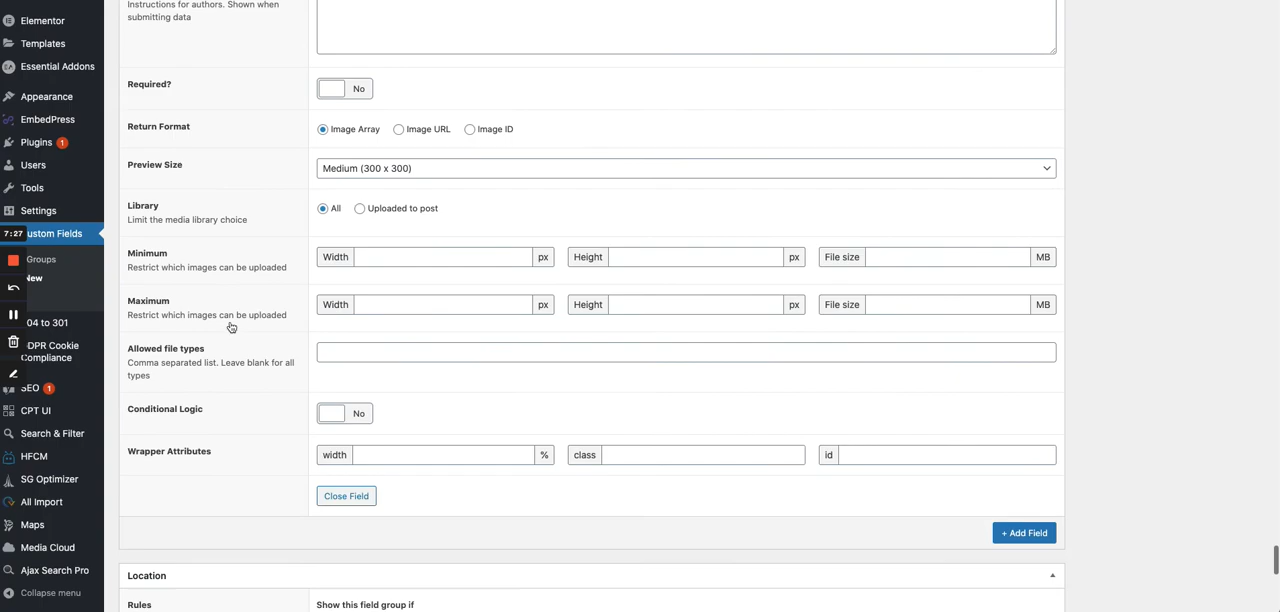 Elementor
Templates
Essential Addons
Appearance
EmbedPress
Plugins 1
Users
Tools
Settings
7:27 ustom Fields
Groups
New
04 to 301
GDPR Cookie
Compliance
SEO 1
CPT UI
Search & Filter
HFCM
SG Optimizer
All Import
Maps
Media Cloud
Ajax Search Pro
Collapse menu
Instructions for authors. Shown when
submitting data
Required?
No
Return Format
Image Array Image URL Image ID
Preview Size
Medium (300 x 300)
Library
Limit the media library choice
All Uploaded to post
Minimum
Restrict which images can be uploaded
Width px Height px File size MB
Maximum
Restrict which images can be uploaded
Width px Height px File size MB
Allowed file types
Comma separated list. Leave blank for all
types
Conditional Logic
No
Wrapper Attributes
width % class id
Close Field
+ Add Field
Location
Rules
Show this field group if